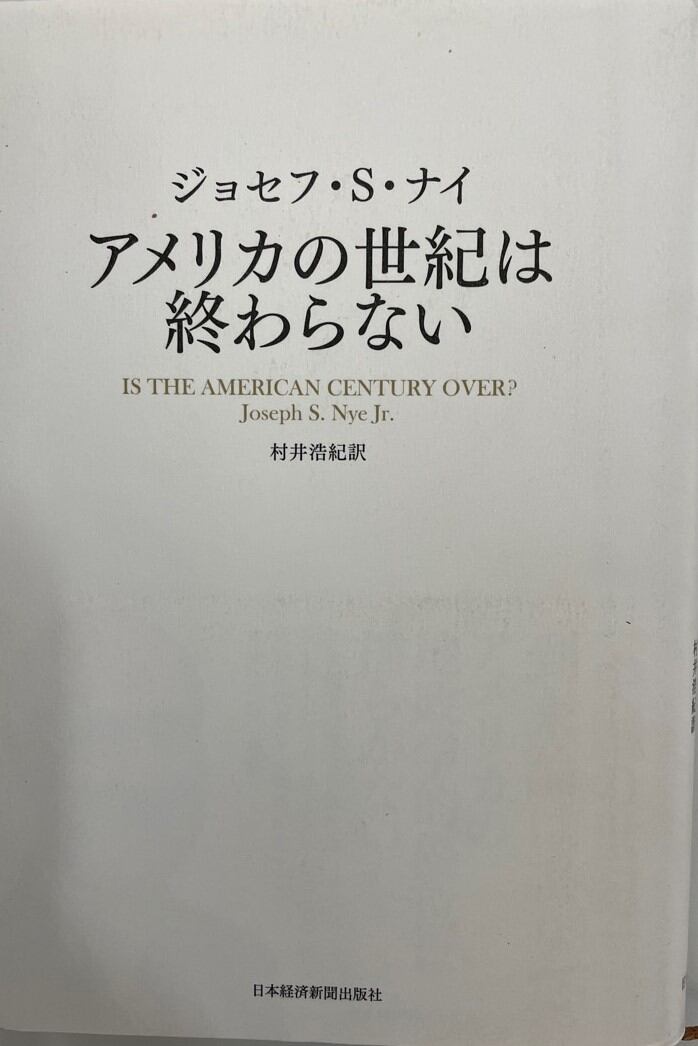 ジョセフ・S・ナイ
アメリカの世紀は
終わらない
IS THE AMERICAN CENTURY OVER?
Joseph S. Nye Jr.
村井浩紀訳
日本経済新聞出版社